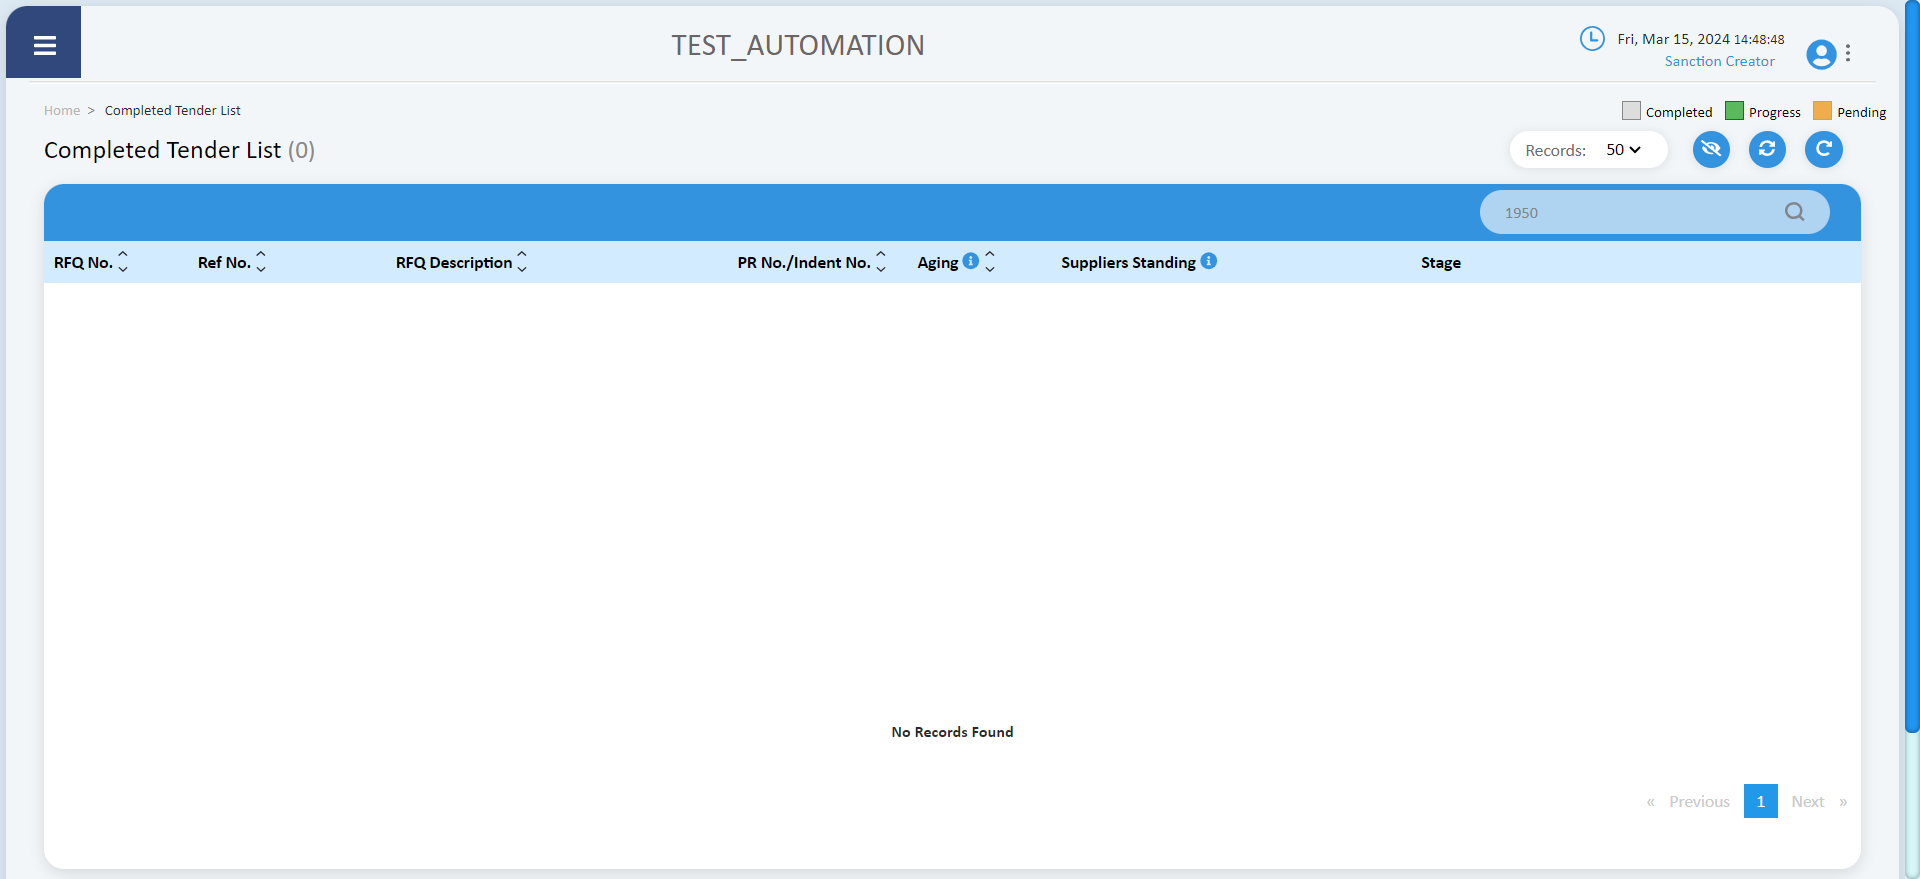 TEST_AUTOMATION
Fri, Mar 15, 2024 14:48:48
Sanction Creator
Home > Completed Tender List
Completed Progress Pending
Completed Tender List (0)
Records: 50
1950
RFQ No. Ref No. RFQ Description PR No./Indent No. Aging Suppliers Standing Stage
No Records Found
« Previous 1 Next »